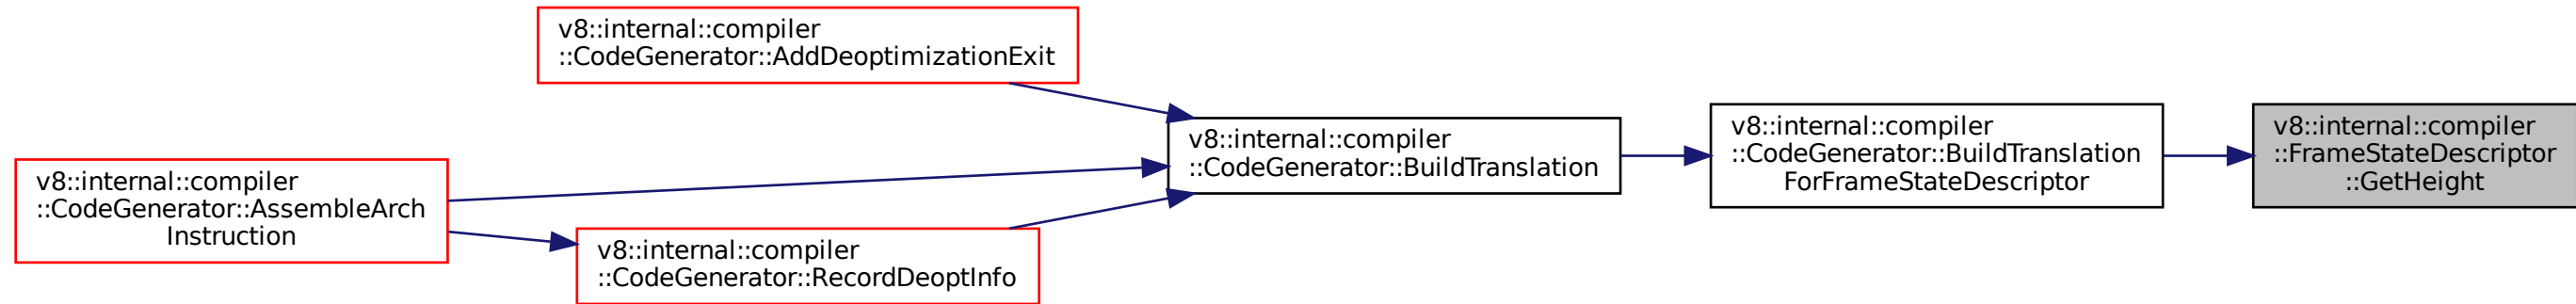 v8::internal::compiler
::CodeGenerator::AddDeoptimizationExit
v8::internal::compiler
::CodeGenerator::AssembleArch
Instruction
v8::internal::compiler
::CodeGenerator::RecordDeoptInfo
v8::internal::compiler
::CodeGenerator::BuildTranslation
v8::internal::compiler
::CodeGenerator::BuildTranslation
ForFrameStateDescriptor
v8::internal::compiler
::FrameStateDescriptor
::GetHeight